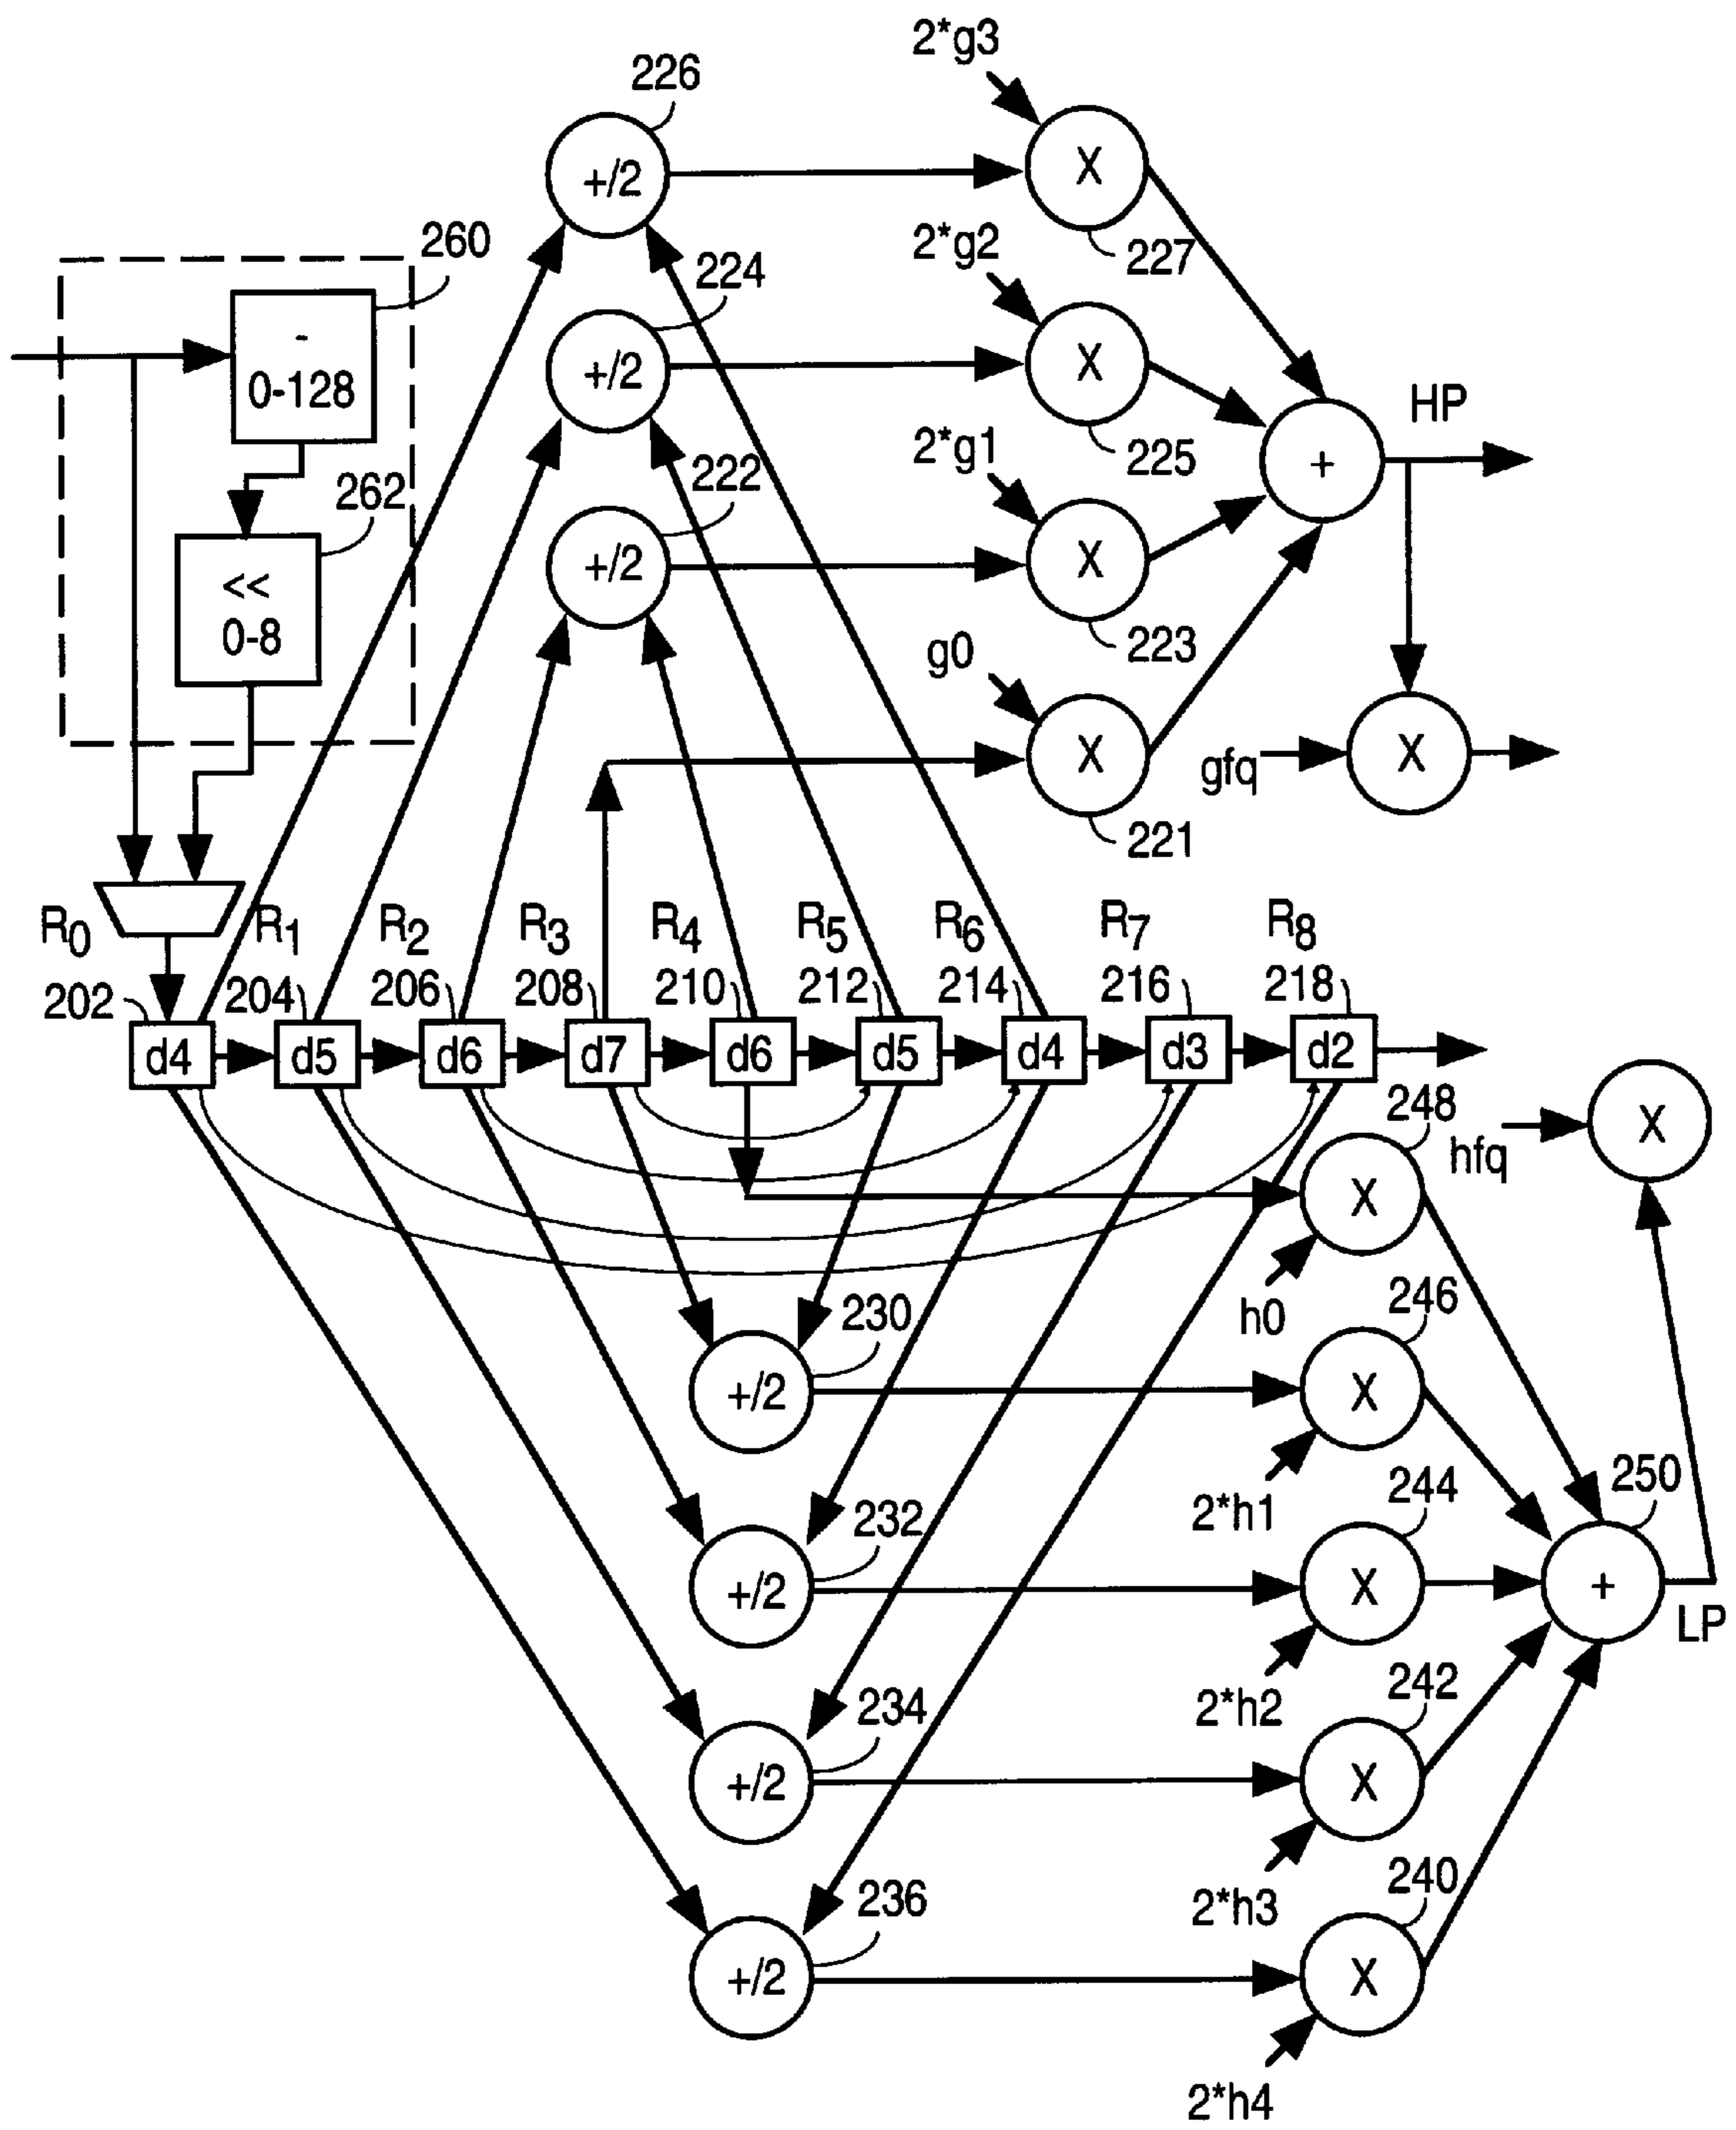 2*g3
226
+/2
X
227
260
2*g2
224
+/2
X
225
-
0-128
HP
+
2*g1
222
262
+/2
X
223
<<
0-8
g0
X
221
gfq
X
R0
R1
R2
R3
R4
R5
R6
R7
R8
202
204
206
208
210
212
214
216
218
d4
d5
d6
d7
d6
d5
d4
d3
d2
248
hfq
X
X
h0
230
246
+/2
X
2*h1
232
244
250
+/2
X
+
LP
2*h2
234
242
+/2
X
2*h3
236
240
+/2
X
2*h4